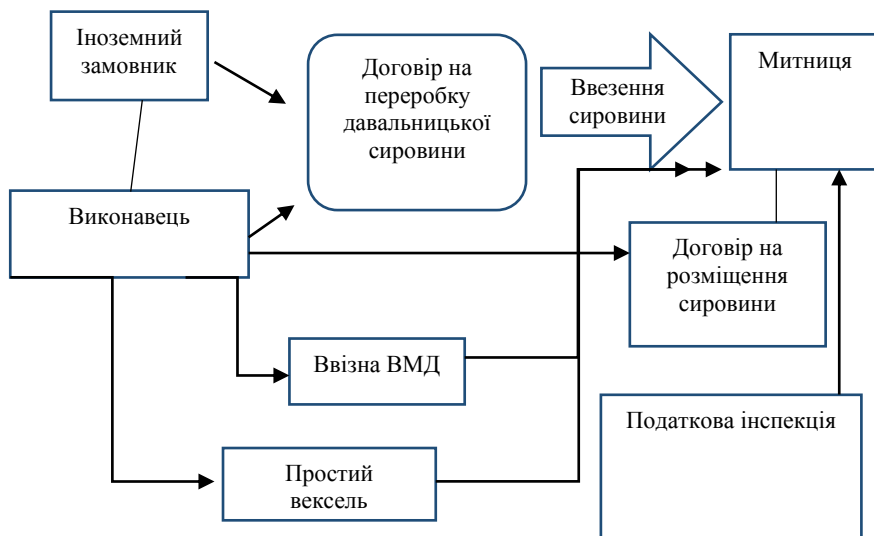 Іноземний
замовник
Договір на
переробку
давальницької
сировини
Ввезення
сировини
Митниця
Виконавець
Договір на
розміщення
сировини
Ввізна ВМД
Податкова інспекція
Простий
вексель